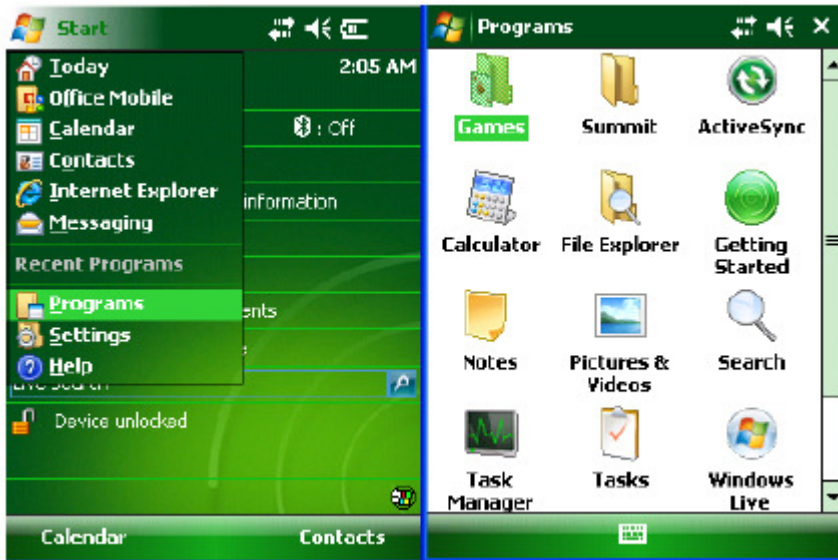 Start
Today
2:05 AM
Office Mobile
Calendar
: Off
Contacts
Internet Explorer
information
Messaging
Recent Programs
Programs
ents
Settings
Help
Device unlocked
Calendar
Contacts
Programs
Games
Summit
ActiveSync
Calculator
File Explorer
Getting
Started
Notes
Pictures &
Videos
Search
Task
Manager
Tasks
Windows
Live